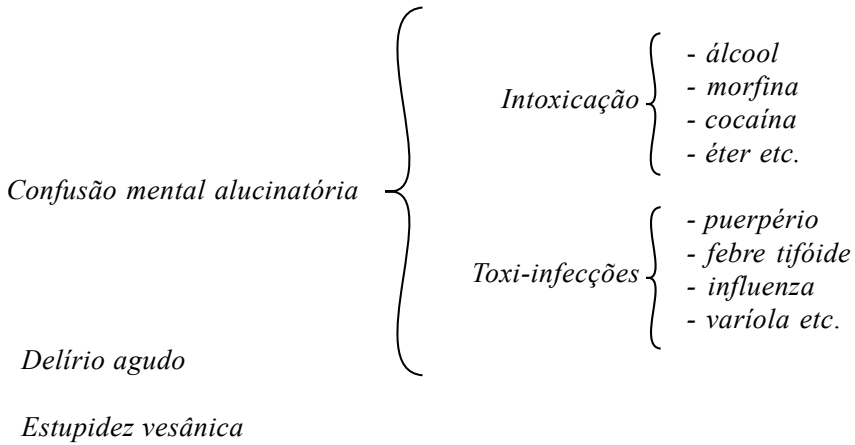 Confusão mental alucinatória
Intoxicação
- álcool
- morfina
- cocaína
- éter etc.
Toxi-infecções
- puerpério
- febre tifóide
- influenza
- varíola etc.
Delírio agudo
Estupidez vesânica